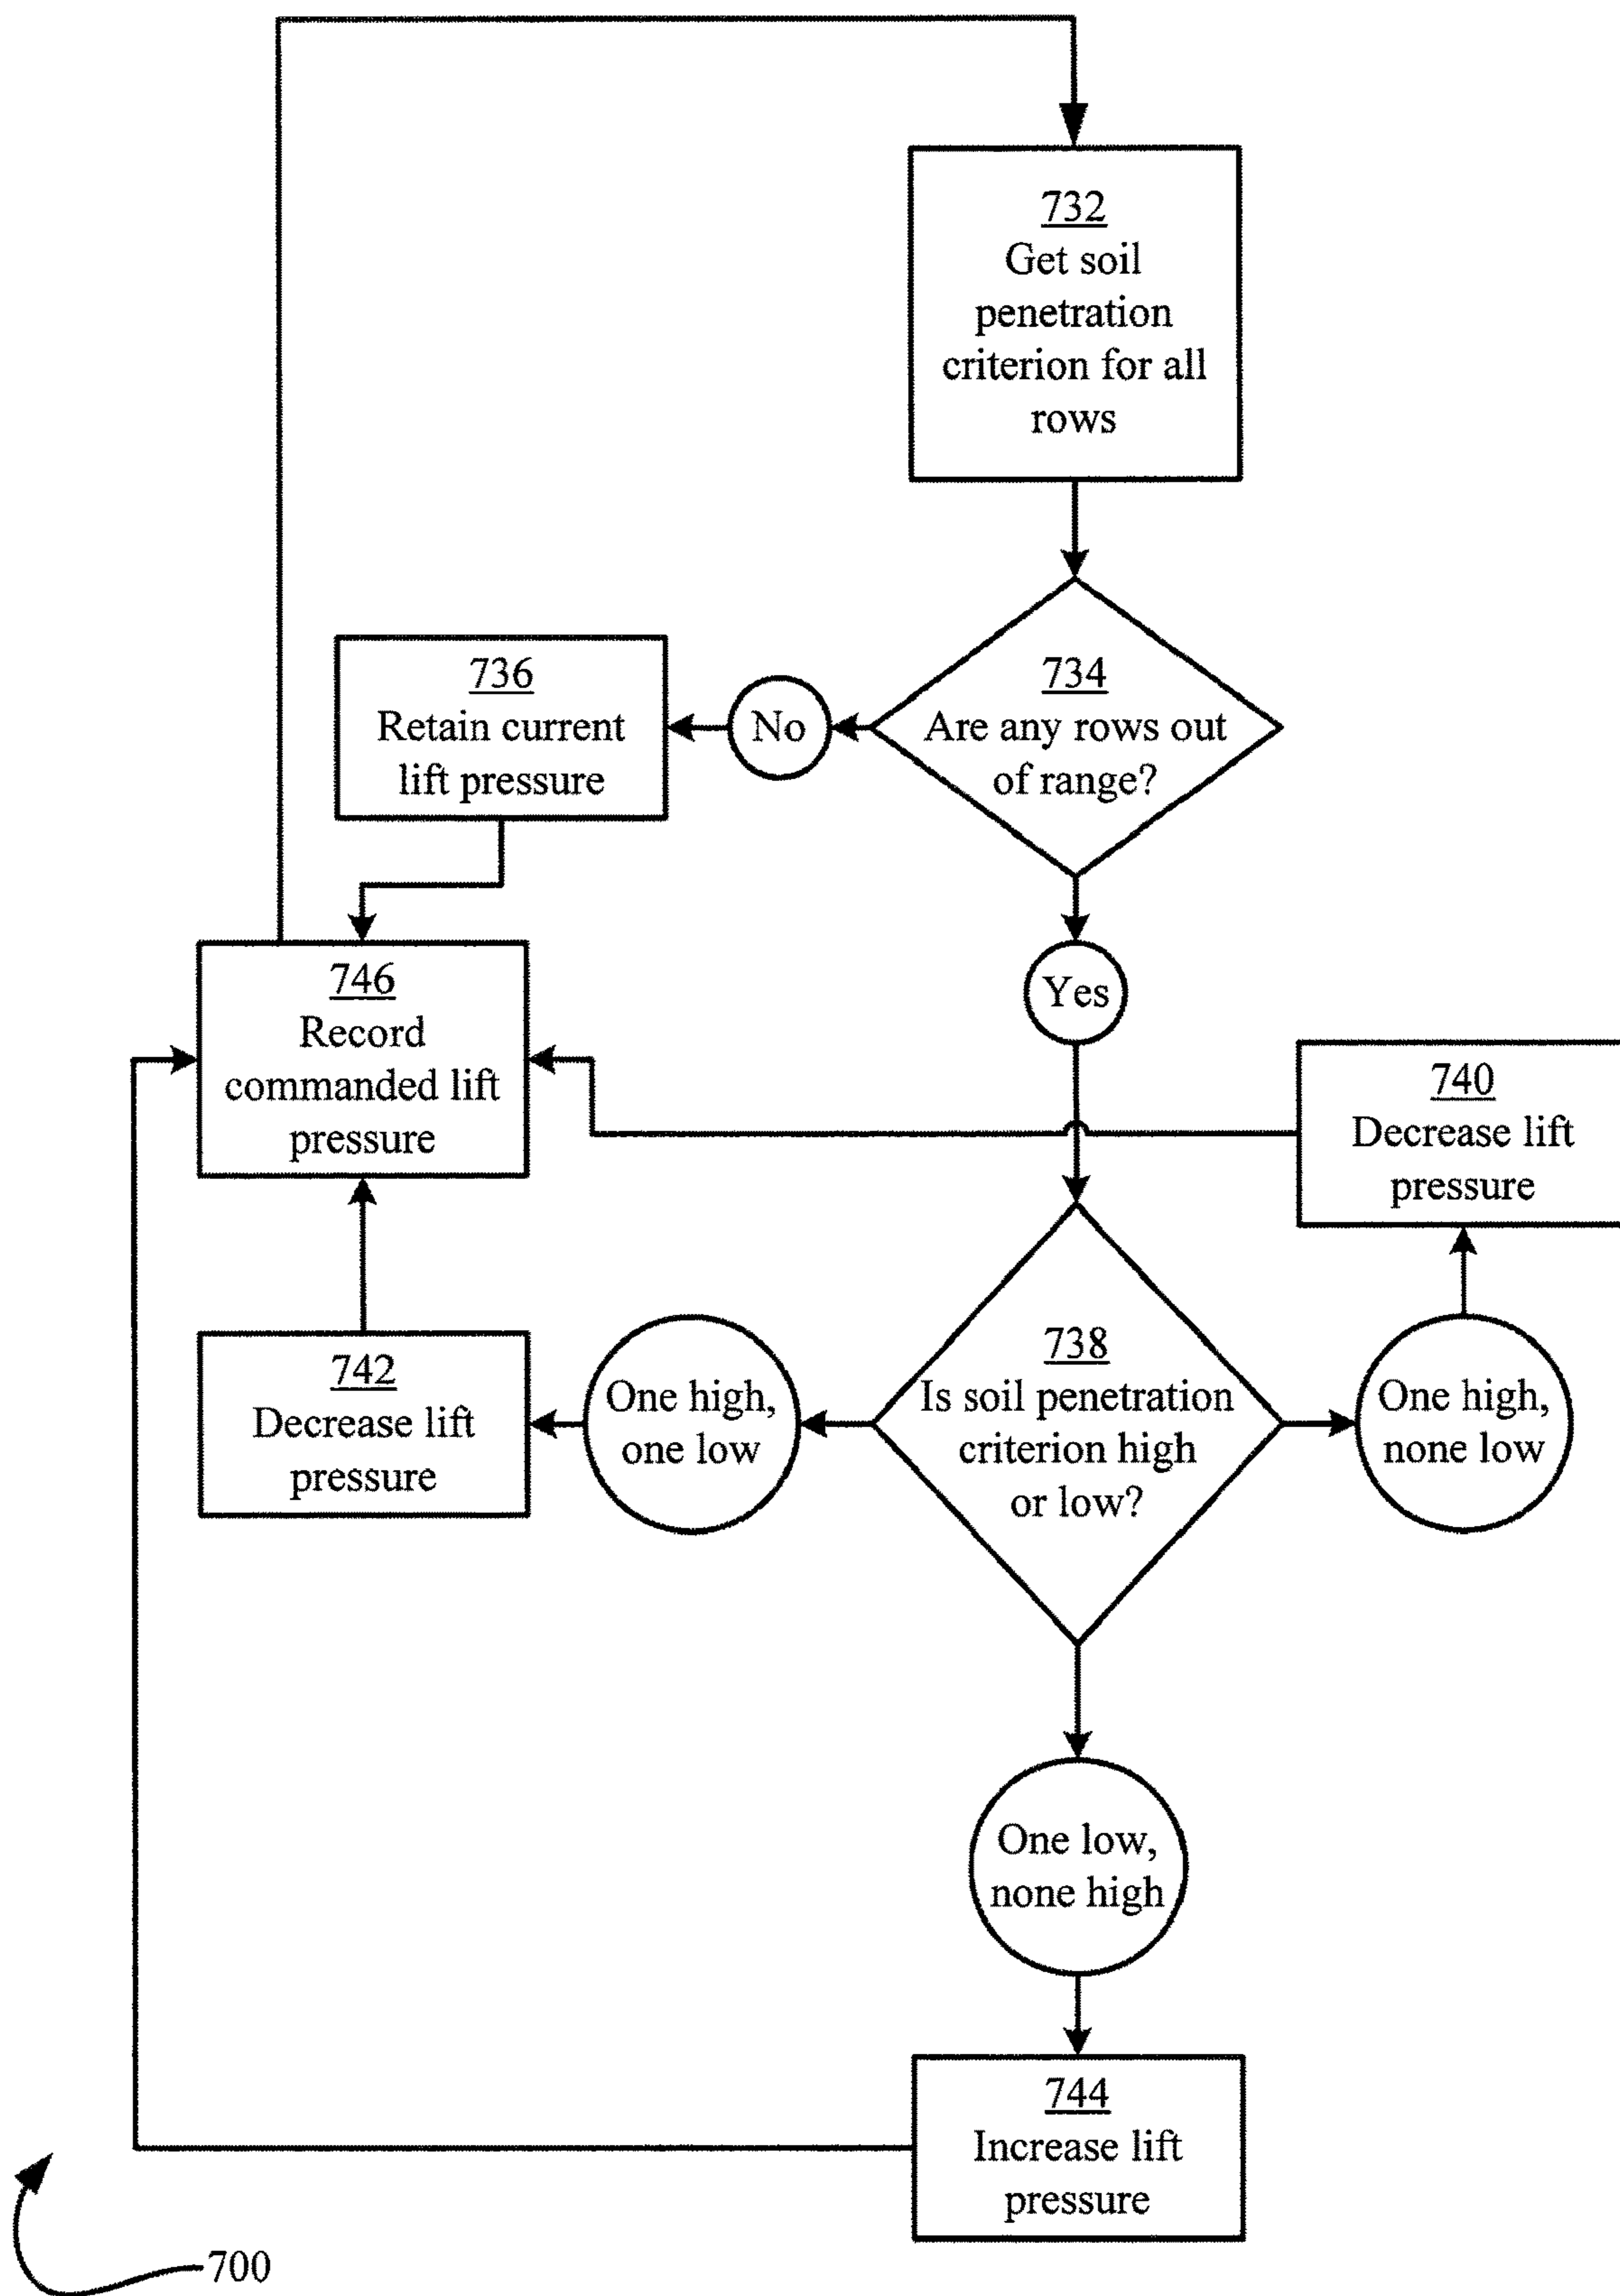 732
Get soil
penetration
criterion for all
rows
734
Are any rows out
of range?
No
736
Retain current
lift pressure
Yes
746
Record
commanded lift
pressure
740
Decrease lift
pressure
738
Is soil penetration
criterion high
or low?
One high,
one low
742
Decrease lift
pressure
One high,
none low
One low,
none high
744
Increase lift
pressure
700